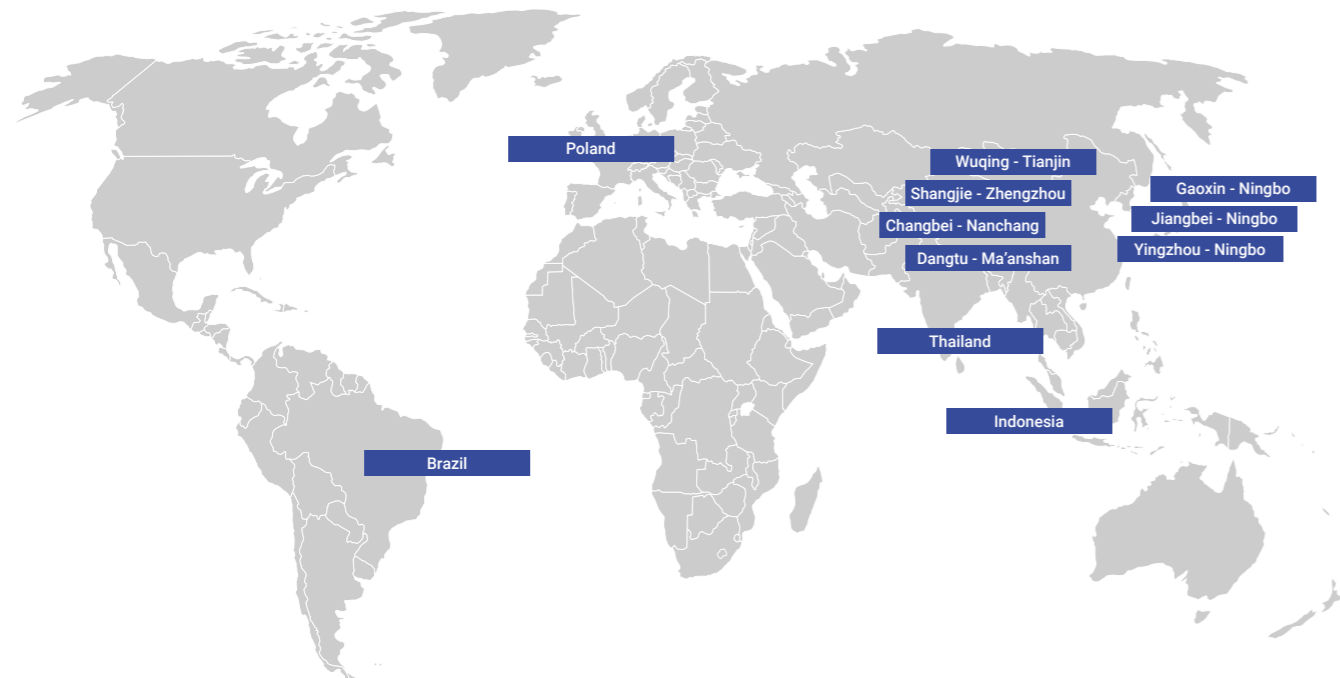 Poland
Wuqing - Tianjin
Shangjie - Zhengzhou
Gaoxin - Ningbo
Changbei - Nanchang
Jiangbei - Ningbo
Dangtu - Ma’anshan
Yingzhou - Ningbo
Thailand
Indonesia
Brazil